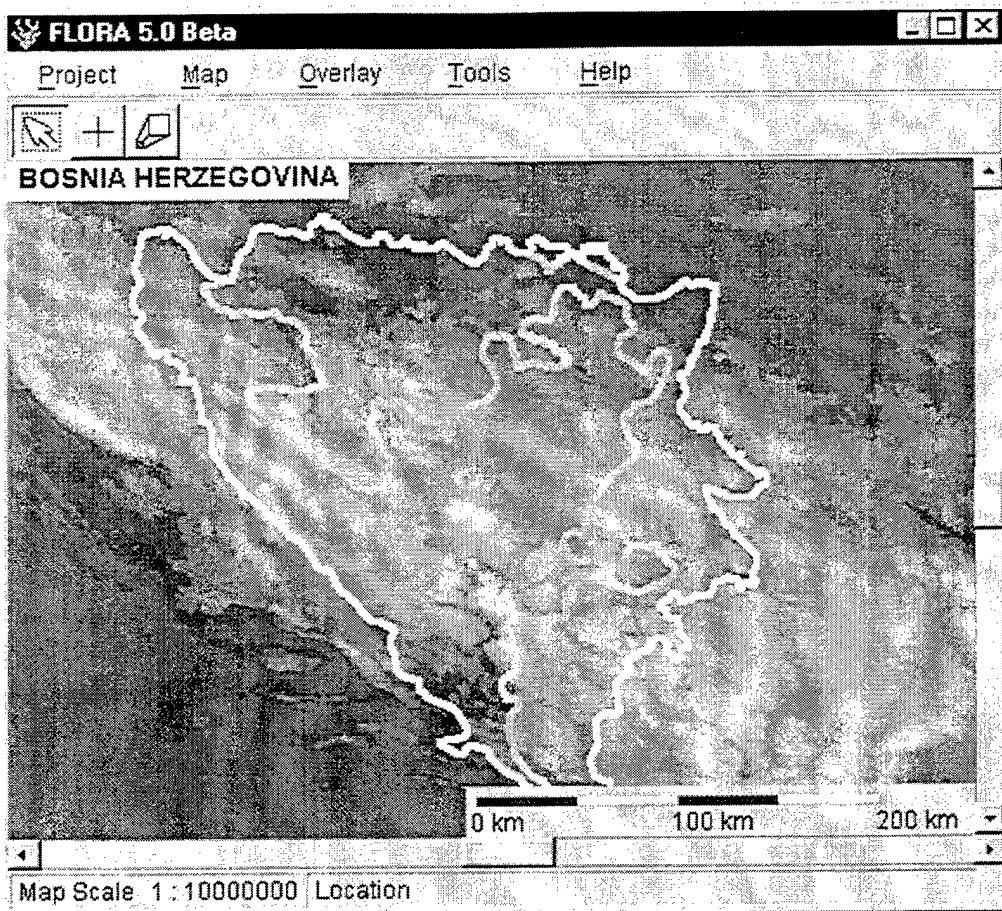 FLORA 5.0 Beta
Project Map Overlay Tools Help
BOSNIA HERZEGOVINA
0 km 100 km 200 km
Map Scale 1 : 10000000 Location